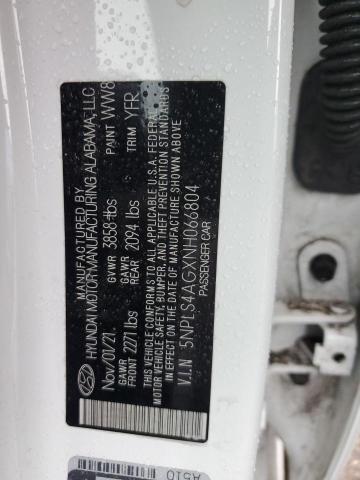 MANUFACTURED BY
HYUNDAI MOTOR MANUFACTURING ALABAMA, LLC
Nov/01/21. GVWR 3858 lbs PAINT WW8
GAWR FRONT 2271 lbs GAWR REAR 2094 lbs TRIM YFR
THIS VEHICLE CONFORMS TO ALL APPLICABLE U.S.A. FEDERAL
MOTOR VEHICLE SAFETY, BUMPER, AND THEFT PREVENTION STANDARDS
IN EFFECT ON THE DATE OF MANUFACTURE SHOWN ABOVE
V.I.N 5NPLS4AGXNH066804
PASSENGER CAR
A510